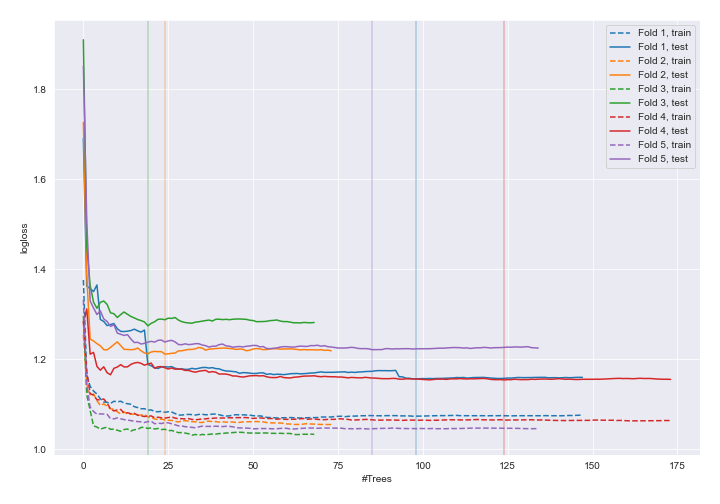 1.8
1.6
1.4
1.2
1.0
logloss
0
25
50
75
100
125
150
175
#Trees
Fold 1, train
Fold 1, test
Fold 2, train
Fold 2, test
Fold 3, train
Fold 3, test
Fold 4, train
Fold 4, test
Fold 5, train
Fold 5, test